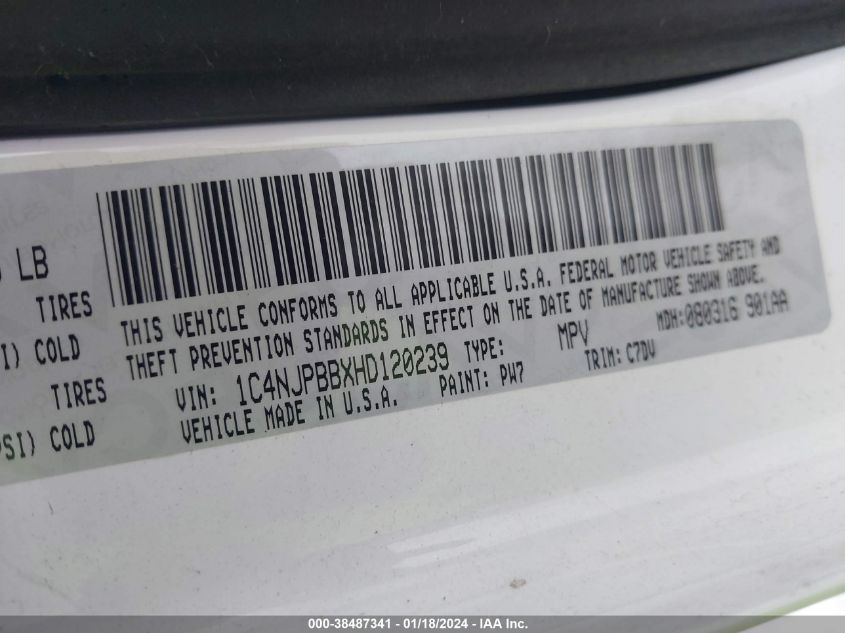 LB
TIRES
COLD
TIRES
PSI) COLD
THIS VEHICLE CONFORMS TO ALL APPLICABLE U.S.A. FEDERAL MOTOR VEHICLE SAFETY AND
THEFT PREVENTION STANDARDS IN EFFECT ON THE DATE OF MANUFACTURE SHOWN ABOVE.
VIN: 1C4NJPBBXHD120239 TYPE: MPV MDH:080316 901AA
VEHICLE MADE IN U.S.A. PAINT: PW7 TRIM: C7DV
000-38487341 - 01/18/2024 - IAA Inc.